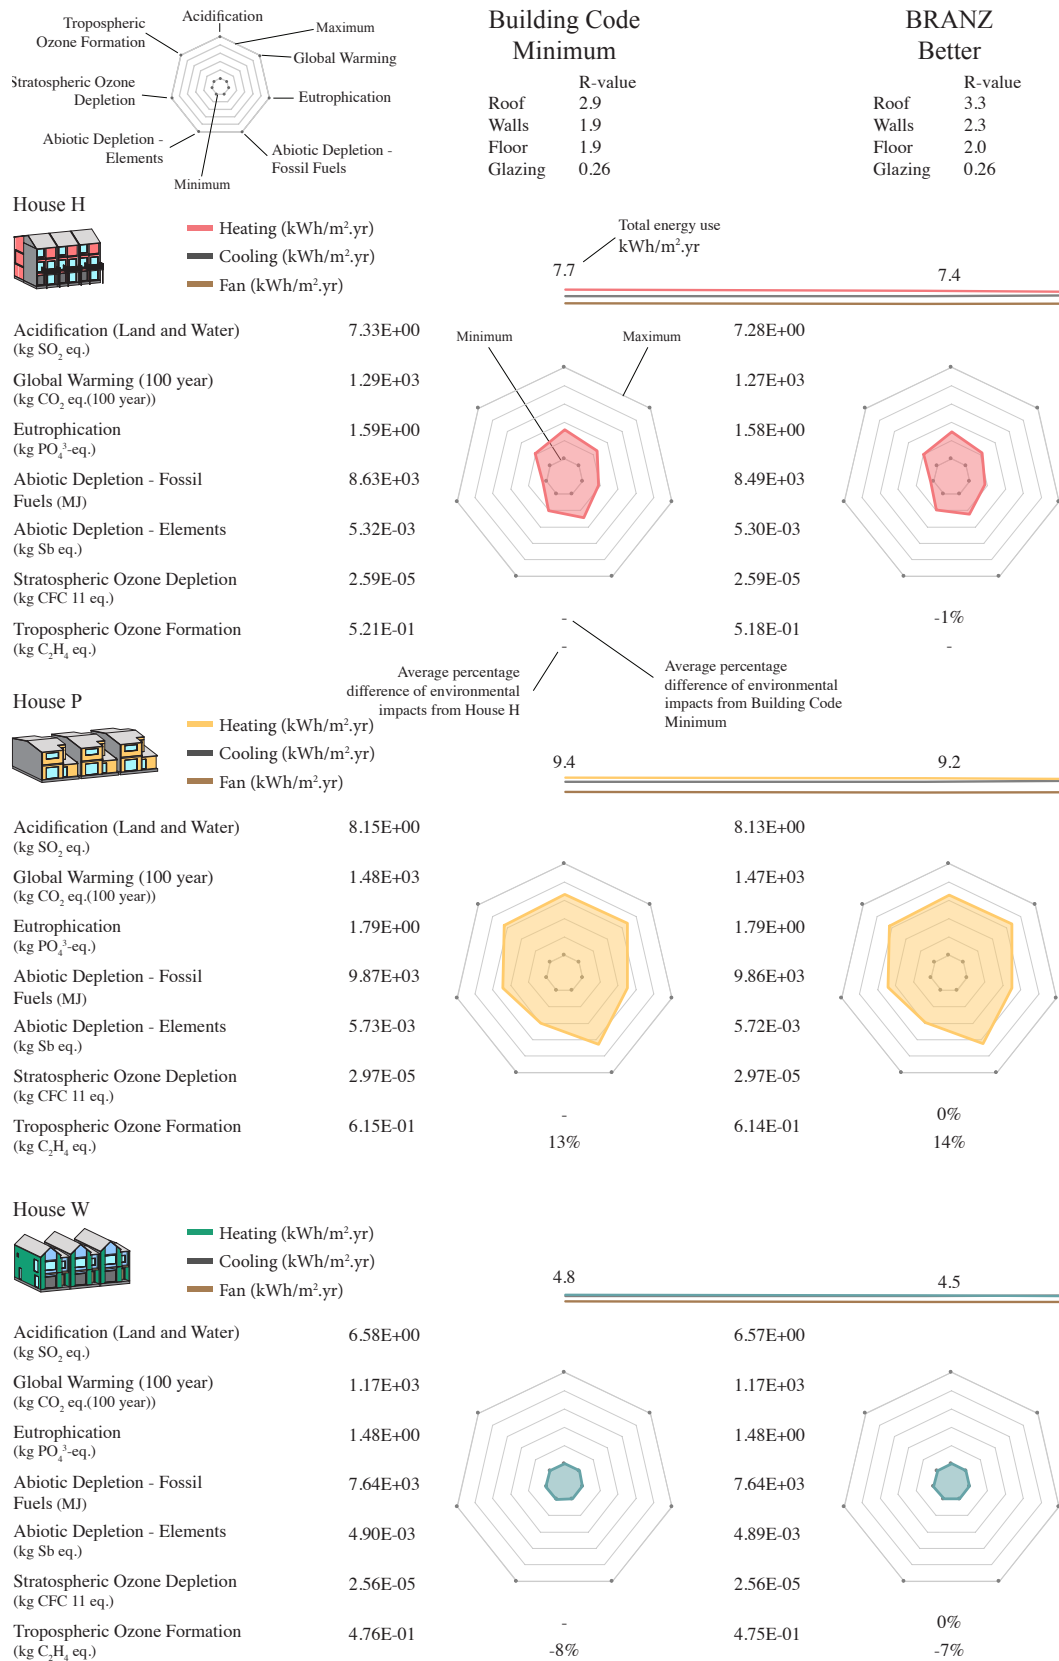 Acidification
Tropospheric
Ozone Formation
Maximum
Global Warming
Stratospheric Ozone
Depletion
Eutrophication
Abiotic Depletion -
Elements
Abiotic Depletion -
Fossil Fuels
Minimum
Building Code
Minimum
R-value
Roof 2.9
Walls 1.9
Floor 1.9
Glazing 0.26
BRANZ
Better
R-value
Roof 3.3
Walls 2.3
Floor 2.0
Glazing 0.26
House H
Heating (kWh/m².yr)
Cooling (kWh/m².yr)
Fan (kWh/m².yr)
Total energy use
kWh/m².yr
7.7
7.4
Acidification (Land and Water) 7.33E+00 7.28E+00
(kg SO₂ eq.)
Minimum
Maximum
Global Warming (100 year) 1.29E+03 1.27E+03
(kg CO₂ eq.(100 year))
Eutrophication 1.59E+00 1.58E+00
(kg PO₄³-eq.)
Abiotic Depletion - Fossil 8.63E+03 8.49E+03
Fuels (MJ)
Abiotic Depletion - Elements 5.32E-03 5.30E-03
(kg Sb eq.)
Stratospheric Ozone Depletion 2.59E-05 2.59E-05
(kg CFC 11 eq.)
- -1%
Tropospheric Ozone Formation 5.21E-01 5.18E-01
(kg C₂H₄ eq.)
- -
Average percentage
difference of environmental
impacts from House H
Average percentage
difference of environmental
impacts from Building Code
Minimum
House P
Heating (kWh/m².yr)
Cooling (kWh/m².yr)
Fan (kWh/m².yr)
9.4
9.2
Acidification (Land and Water) 8.15E+00 8.13E+00
(kg SO₂ eq.)
Global Warming (100 year) 1.48E+03 1.47E+03
(kg CO₂ eq.(100 year))
Eutrophication 1.79E+00 1.79E+00
(kg PO₄³-eq.)
Abiotic Depletion - Fossil 9.87E+03 9.86E+03
Fuels (MJ)
Abiotic Depletion - Elements 5.73E-03 5.72E-03
(kg Sb eq.)
Stratospheric Ozone Depletion 2.97E-05 2.97E-05
(kg CFC 11 eq.)
- 0%
Tropospheric Ozone Formation 6.15E-01 6.14E-01
(kg C₂H₄ eq.)
13% 14%
House W
Heating (kWh/m².yr)
Cooling (kWh/m².yr)
Fan (kWh/m².yr)
4.8
4.5
Acidification (Land and Water) 6.58E+00 6.57E+00
(kg SO₂ eq.)
Global Warming (100 year) 1.17E+03 1.17E+03
(kg CO₂ eq.(100 year))
Eutrophication 1.48E+00 1.48E+00
(kg PO₄³-eq.)
Abiotic Depletion - Fossil 7.64E+03 7.64E+03
Fuels (MJ)
Abiotic Depletion - Elements 4.90E-03 4.89E-03
(kg Sb eq.)
Stratospheric Ozone Depletion 2.56E-05 2.56E-05
(kg CFC 11 eq.)
- 0%
Tropospheric Ozone Formation 4.76E-01 4.75E-01
(kg C₂H₄ eq.)
-8% -7%